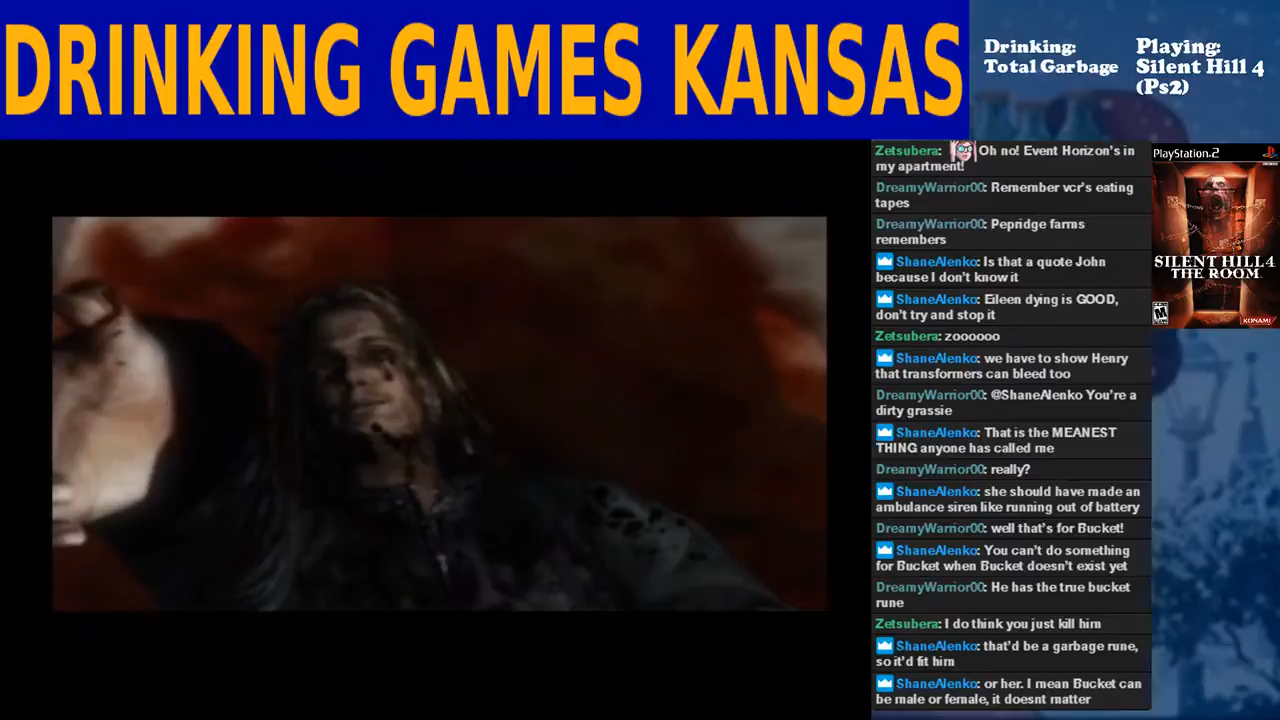 DRINKING GAMES KANSAS
Drinking:
Total Garbage
Playing:
Silent Hill 4
(Ps2)
Zetsubera: Oh no! Event Horizon's in
my apartment!
DreamyWarrior00: Remember vcr's eating
tapes
DreamyWarrior00: Pepridge farms
remembers
ShaneAlenko: Is that a quote John
because I don't know it
ShaneAlenko: Eileen dying is GOOD,
don't try and stop it
Zetsubera: zoooooo
ShaneAlenko: we have to show Henry
that transformers can bleed too
DreamyWarrior00: @ShaneAlenko You're a
dirty grassie
ShaneAlenko: That is the MEANEST
THING anyone has called me
DreamyWarrior00: really?
ShaneAlenko: she should have made an
ambulance siren like running out of battery
DreamyWarrior00: well that's for Bucket!
ShaneAlenko: You can't do something
for Bucket when Bucket doesn't exist yet
DreamyWarrior00: He has the true bucket
rune
Zetsubera: I do think you just kill him
ShaneAlenko: that'd be a garbage rune,
so it'd fit him
ShaneAlenko: or her. I mean Bucket can
be male or female, it doesnt matter
PlayStation.2
SILENT HILL 4
THE ROOM
M
KONAMI